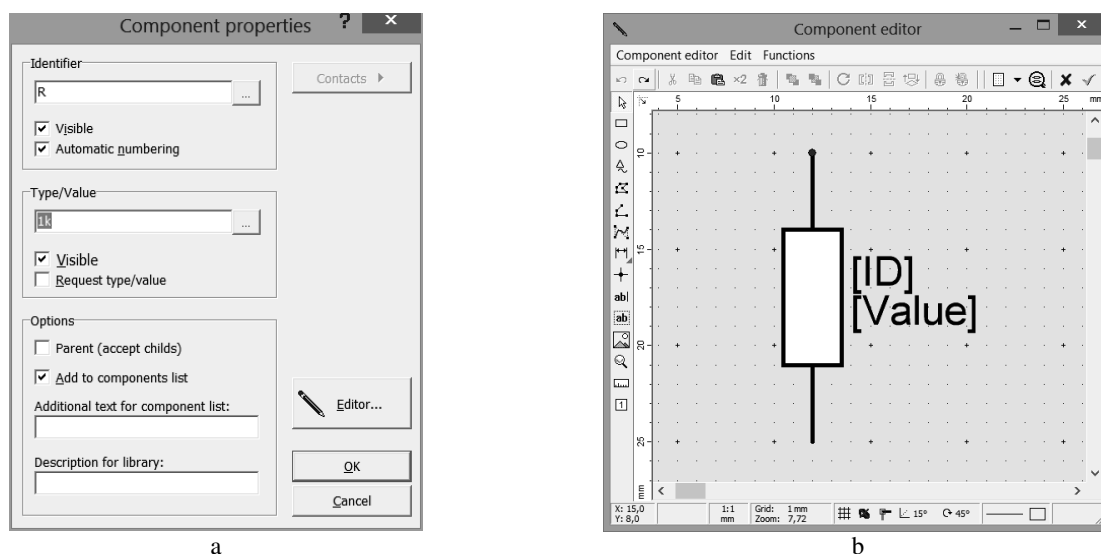 Component properties ? ×
Identifier
R
...
Visible
Automatic numbering
Contacts
Type/Value
1k
...
Visible
Request type/value
Options
Parent (accept childs)
Add to components list
Additional text for component list:
Description for library:
Editor...
OK
Cancel
a
Component editor
Component editor Edit Functions
×2
5 10 15 20 25 mm
10
15
20
25
mm
[ID]
[Value]
ab|
ab
1
X: 15,0
Y: 8,0
1:1
mm
Grid: 1 mm
Zoom: 7,72
15°
45°
b